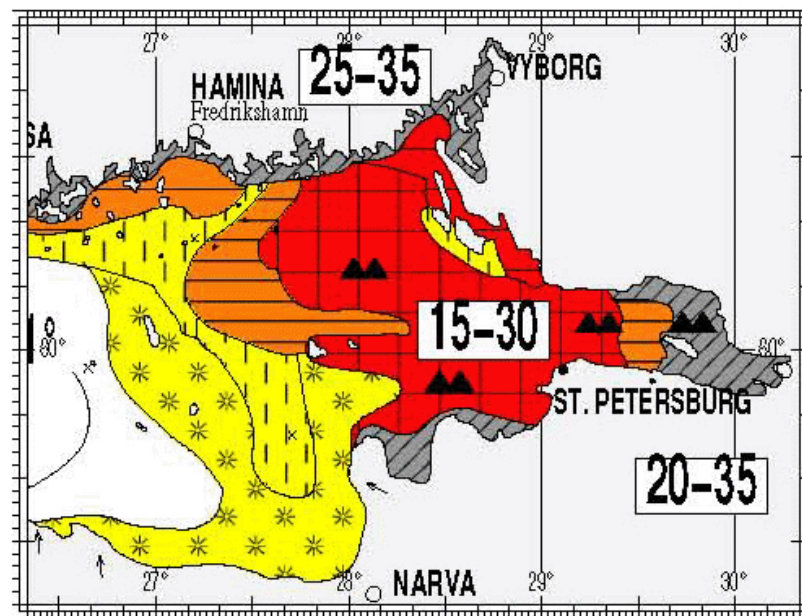 27° 28° 29° 30°
HAMINA
Fredrikshamn
25-35
VYBORG
SA
15-30
1°
60° 60°
ST. PETERSBURG
20-35
27° 28° 29° 30°
NARVA